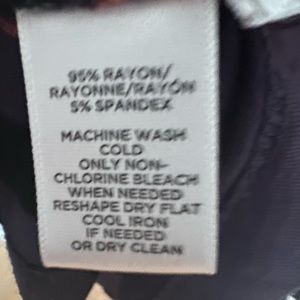 95% RAYON/
RAYONNE/RAYÓN
5% SPANDEX
MACHINE WASH
COLD
ONLY NON-
CHLORINE BLEACH
WHEN NEEDED
RESHAPE DRY FLAT
COOL IRON
IF NEEDED
OR DRY CLEAN